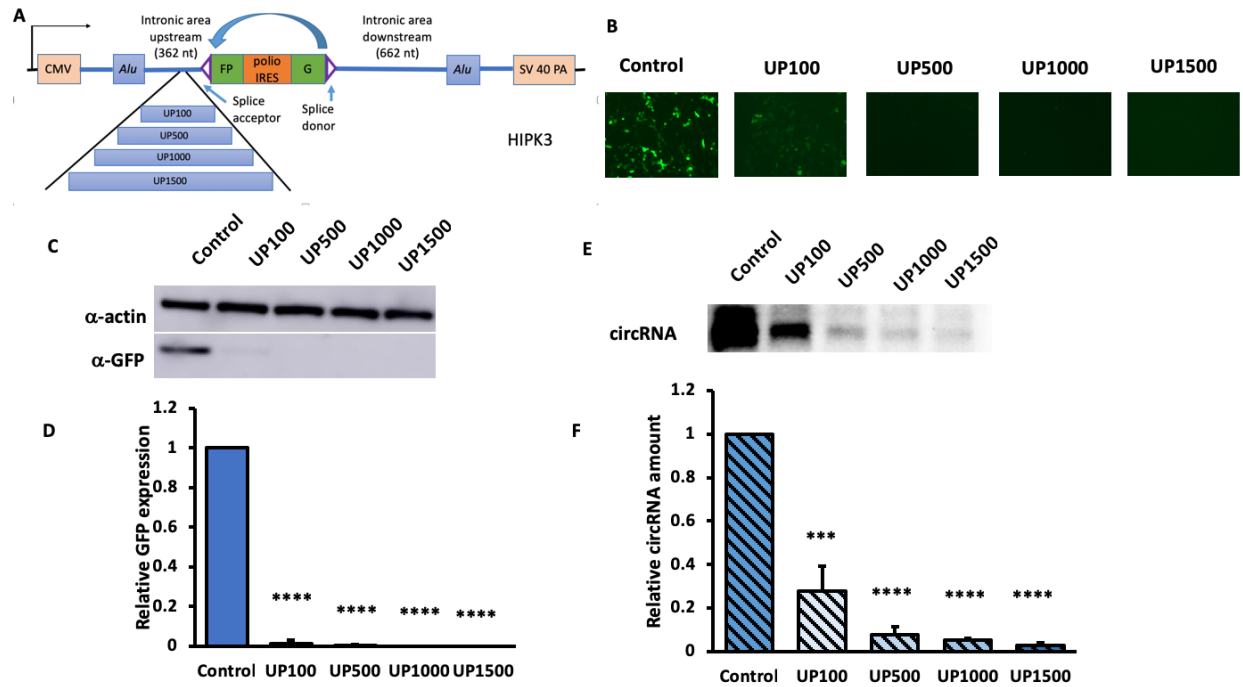 A
Intronic area
upstream
(362 nt)
Intronic area
downstream
(662 nt)
CMV
Alu
FP
polio
IRES
G
Alu
SV 40 PA
Splice
acceptor
Splice
donor
HIPK3
UP100
UP500
UP1000
UP1500
B
Control UP100 UP500 UP1000 UP1500
C
Control UP100 UP500 UP1000 UP1500
α-actin
α-GFP
D
Relative GFP expression
1.2
1
0.8
0.6
0.4
0.2
0
**** **** **** ****
Control UP100 UP500 UP1000 UP1500
E
Control UP100 UP500 UP1000 UP1500
circRNA
F
Relative circRNA amount
1.2
1
0.8
0.6
0.4
0.2
0
*** **** **** ****
Control UP100 UP500 UP1000 UP1500